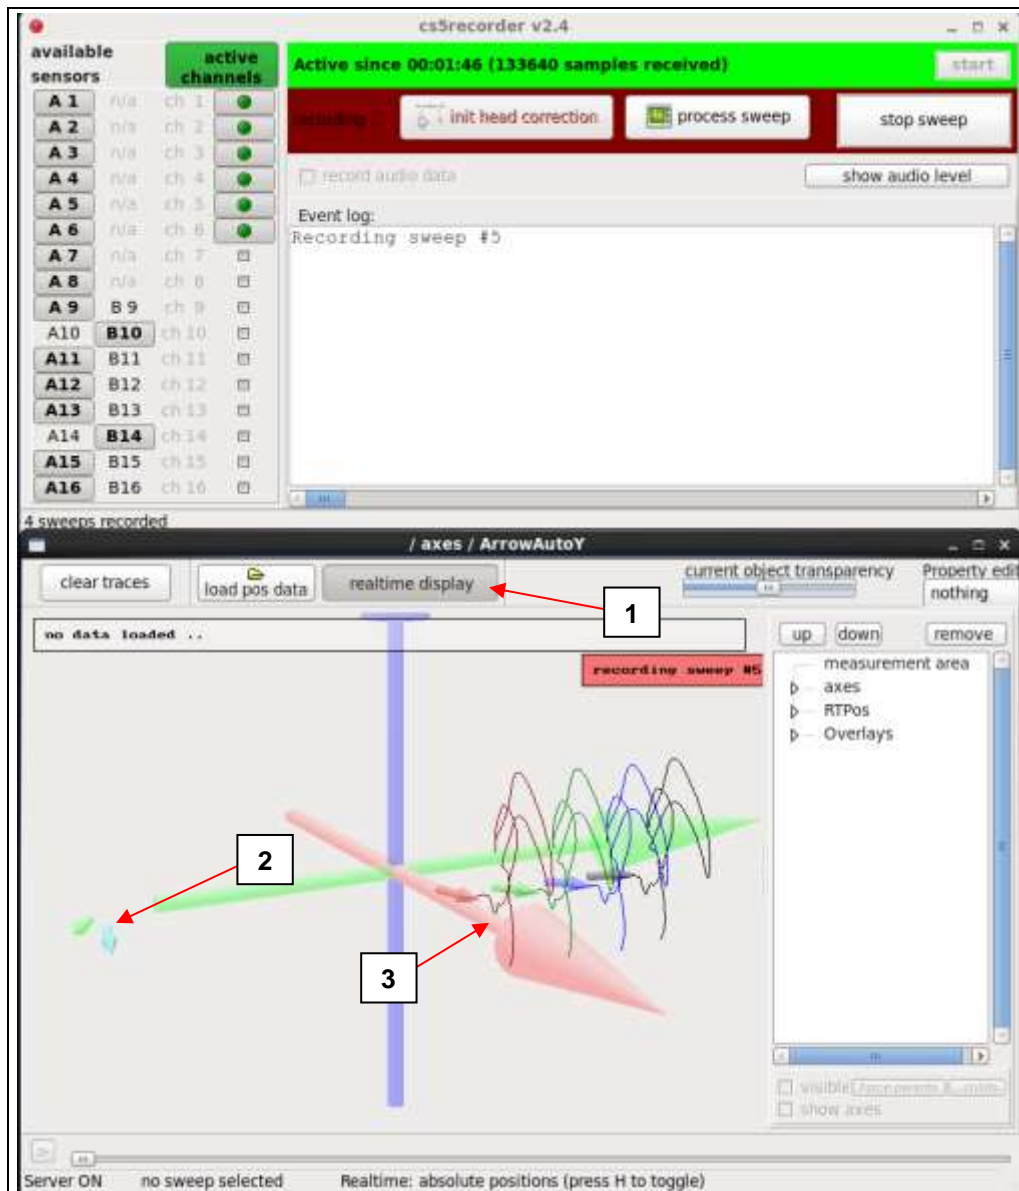 cs5recorder v2.4
available sensors
active channels
Active since 00:01:46 (133640 samples received)
start
recording
init head correction
process sweep
stop sweep
record audio data
show audio level
Event log:
Recording sweep #5
A 1 n/a ch 1
A 2 n/a ch 2
A 3 n/a ch 3
A 4 n/a ch 4
A 5 n/a ch 5
A 6 n/a ch 6
A 7 n/a ch 7
A 8 n/a ch 8
A 9 B 9 ch 9
A10 B10 ch 10
A11 B11 ch 11
A12 B12 ch 12
A13 B13 ch 13
A14 B14 ch 14
A15 B15 ch 15
A16 B16 ch 16
4 sweeps recorded
/ axes / ArrowAutoY
clear traces
load pos data
realtime display
current object transparency
Property edit
nothing
1
no data loaded ..
recording sweep #5
up
down
remove
measurement area
axes
RTPos
Overlays
2
3
visible
show axes
Server ON
no sweep selected
Realtime: absolute positions (press H to toggle)